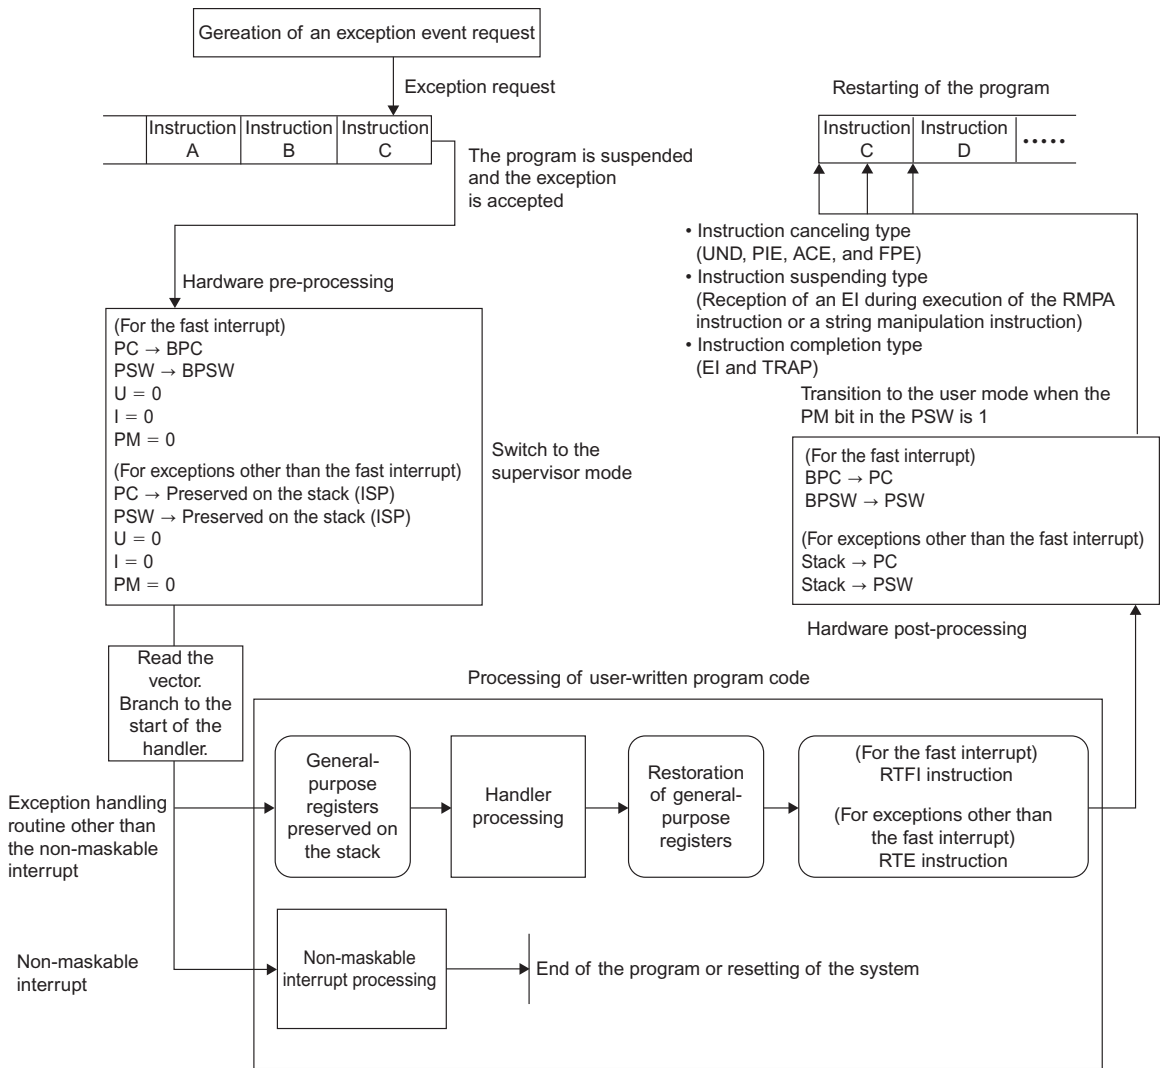 Gereation of an exception event request
Exception request
Instruction
A
Instruction
B
Instruction
C
The program is suspended
and the exception
is accepted
Restarting of the program
Instruction
C
Instruction
D
•••••
• Instruction canceling type
(UND, PIE, ACE, and FPE)
• Instruction suspending type
(Reception of an EI during execution of the RMPA
instruction or a string manipulation instruction)
• Instruction completion type
(EI and TRAP)
Transition to the user mode when the
PM bit in the PSW is 1
Hardware pre-processing
(For the fast interrupt)
PC → BPC
PSW → BPSW
U = 0
I = 0
PM = 0
(For exceptions other than the fast interrupt)
PC → Preserved on the stack (ISP)
PSW → Preserved on the stack (ISP)
U = 0
I = 0
PM = 0
Switch to the
supervisor mode
(For the fast interrupt)
BPC → PC
BPSW → PSW
(For exceptions other than the fast interrupt)
Stack → PC
Stack → PSW
Hardware post-processing
Read the
vector.
Branch to the
start of the
handler.
Processing of user-written program code
Exception handling
routine other than
the non-maskable
interrupt
General-
purpose
registers
preserved on
the stack
Handler
processing
Restoration
of general-
purpose
registers
(For the fast interrupt)
RTFI instruction
(For exceptions other than
the fast interrupt)
RTE instruction
Non-maskable
interrupt
Non-maskable
interrupt processing
End of the program or resetting of the system